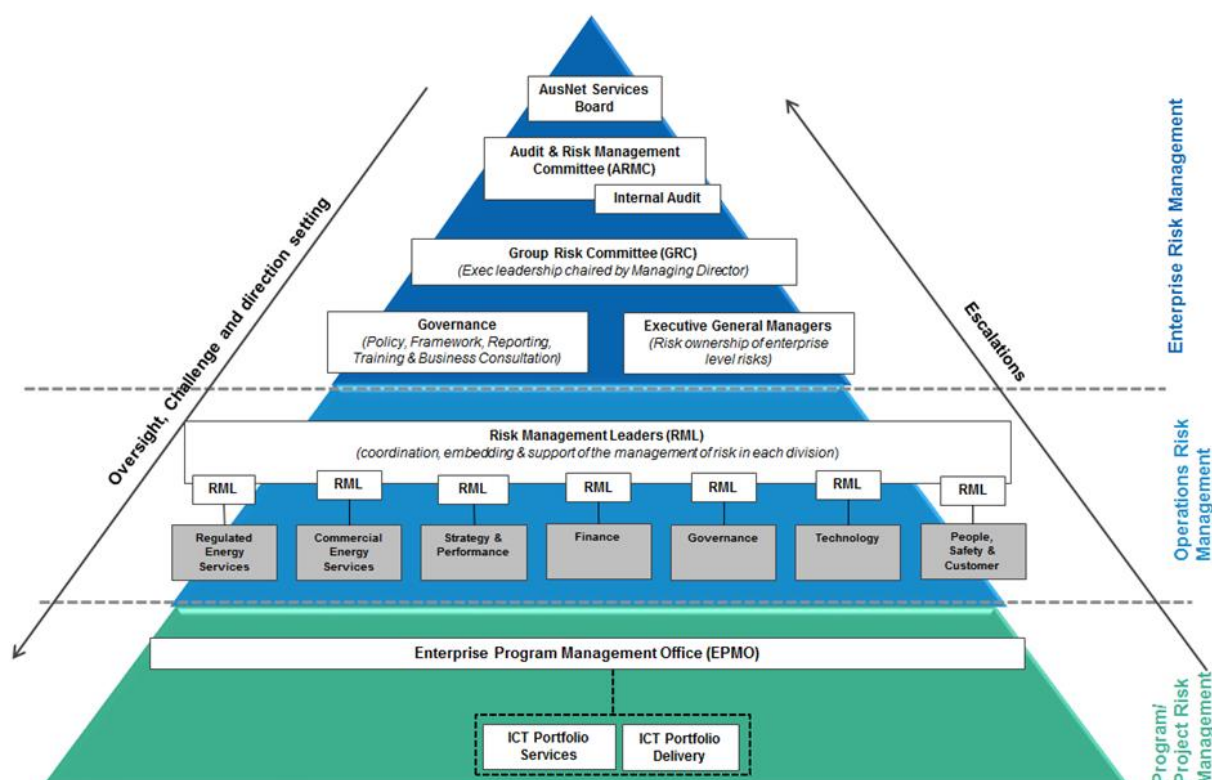 AusNet Services
Board
Audit & Risk Management
Committee (ARMC)
Internal Audit
Group Risk Committee (GRC)
(Exec leadership chaired by Managing Director)
Governance
(Policy, Framework, Reporting,
Training & Business Consultation)
Executive General Managers
(Risk ownership of enterprise
level risks)
Oversight, Challenge and direction setting
Escalations
Enterprise Risk Management
Risk Management Leaders (RML)
(coordination, embedding & support of the management of risk in each division)
RML
RML
RML
RML
RML
RML
RML
Regulated
Energy
Services
Commercial
Energy
Services
Strategy &
Performance
Finance
Governance
Technology
People,
Safety &
Customer
Operations Risk
Management
Enterprise Program Management Office (EPMO)
ICT Portfolio
Services
ICT Portfolio
Delivery
Program/
Project Risk
Management